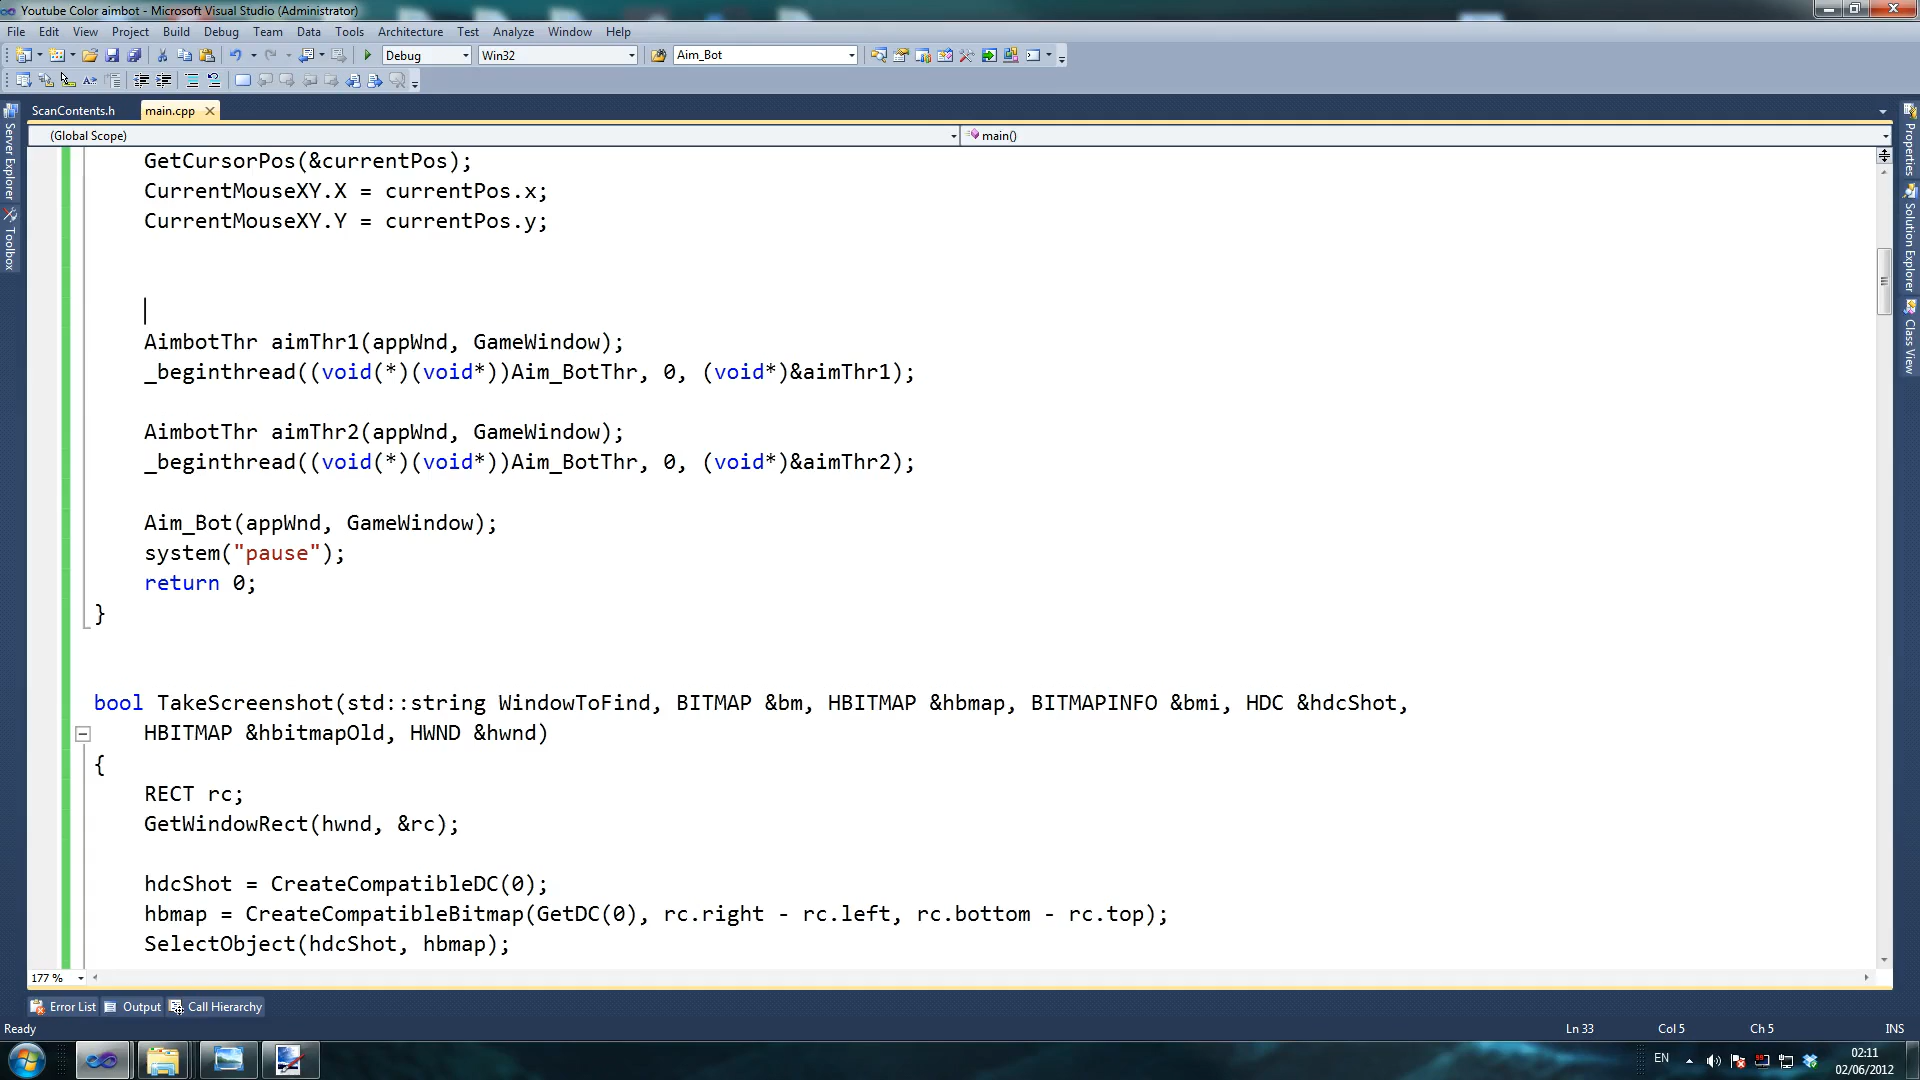 Youtube Color aimbot - Microsoft Visual Studio (Administrator)
File Edit View Project Build Debug Team Data Tools Architecture Test Analyze Window Help
Debug Win32 Aim_Bot
ScanContents.h main.cpp
(Global Scope) main()
Server Explorer
Toolbox
Properties
Solution Explorer
Class View
GetCursorPos(&currentPos);
CurrentMouseXY.X = currentPos.x;
CurrentMouseXY.Y = currentPos.y;
AimbotThr aimThr1(appWnd, GameWindow);
_beginthread((void(*)(void*))Aim_BotThr, 0, (void*)&aimThr1);
AimbotThr aimThr2(appWnd, GameWindow);
_beginthread((void(*)(void*))Aim_BotThr, 0, (void*)&aimThr2);
Aim_Bot(appWnd, GameWindow);
system("pause");
return 0;
}
bool TakeScreenshot(std::string WindowToFind, BITMAP &bm, HBITMAP &hbmap, BITMAPINFO &bmi, HDC &hdcShot,
HBITMAP &hbitmapOld, HWND &hwnd)
{
RECT rc;
GetWindowRect(hwnd, &rc);
hdcShot = CreateCompatibleDC(0);
hbmap = CreateCompatibleBitmap(GetDC(0), rc.right - rc.left, rc.bottom - rc.top);
SelectObject(hdcShot, hbmap);
177 %
Error List Output Call Hierarchy
Ready Ln 33 Col 5 Ch 5 INS
EN 02:11
02/06/2012